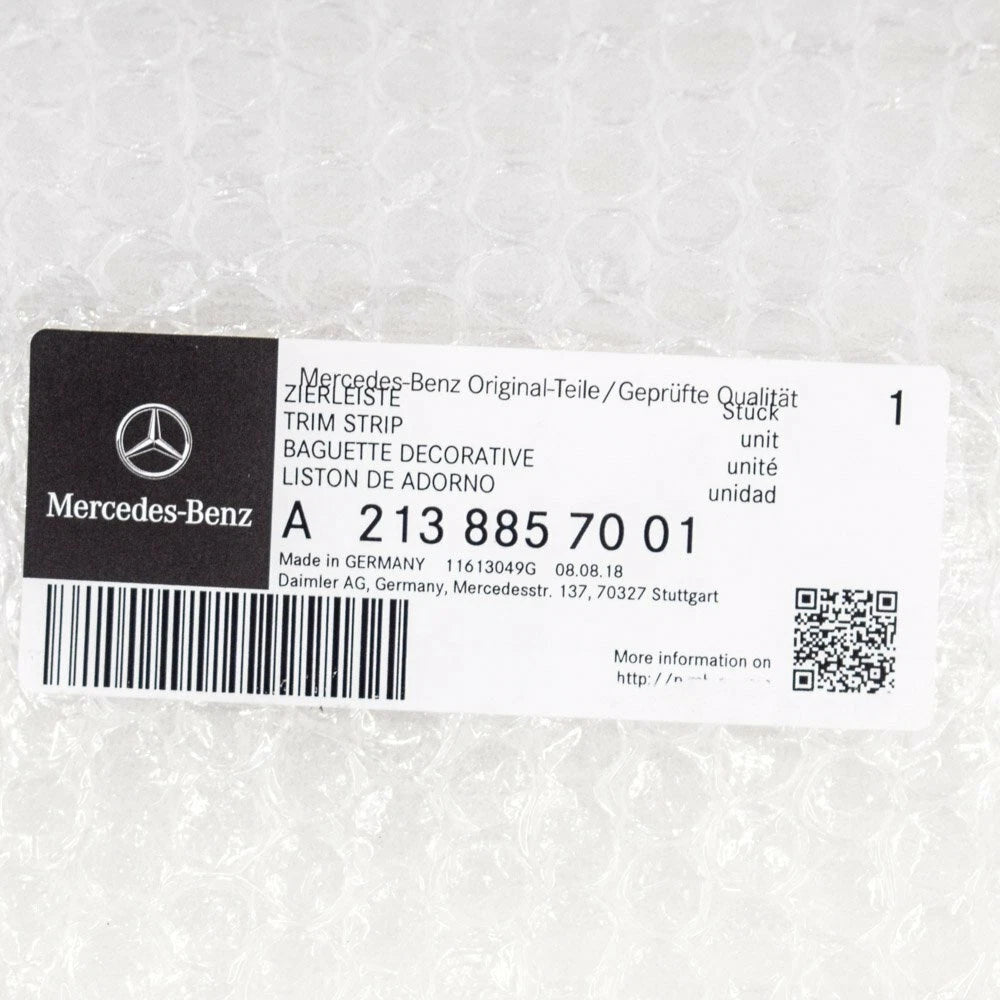 Mercedes-Benz Original-Teile/Geprüfte Qualität
1
ZIERLEISTE Stück
TRIM STRIP unit
BAGUETTE DECORATIVE unité
LISTON DE ADORNO unidad
Mercedes-Benz
A 213 885 70 01
Made in GERMANY 11613049G 08.08.18
Daimler AG, Germany, Mercedesstr. 137, 70327 Stuttgart
More information on